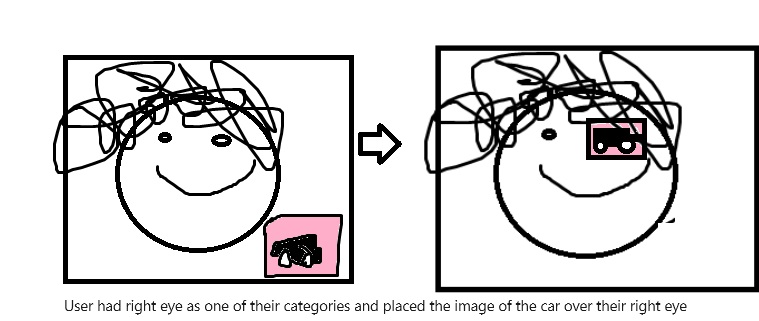 User had right eye as one of their categories and placed the image of the car over their right eye